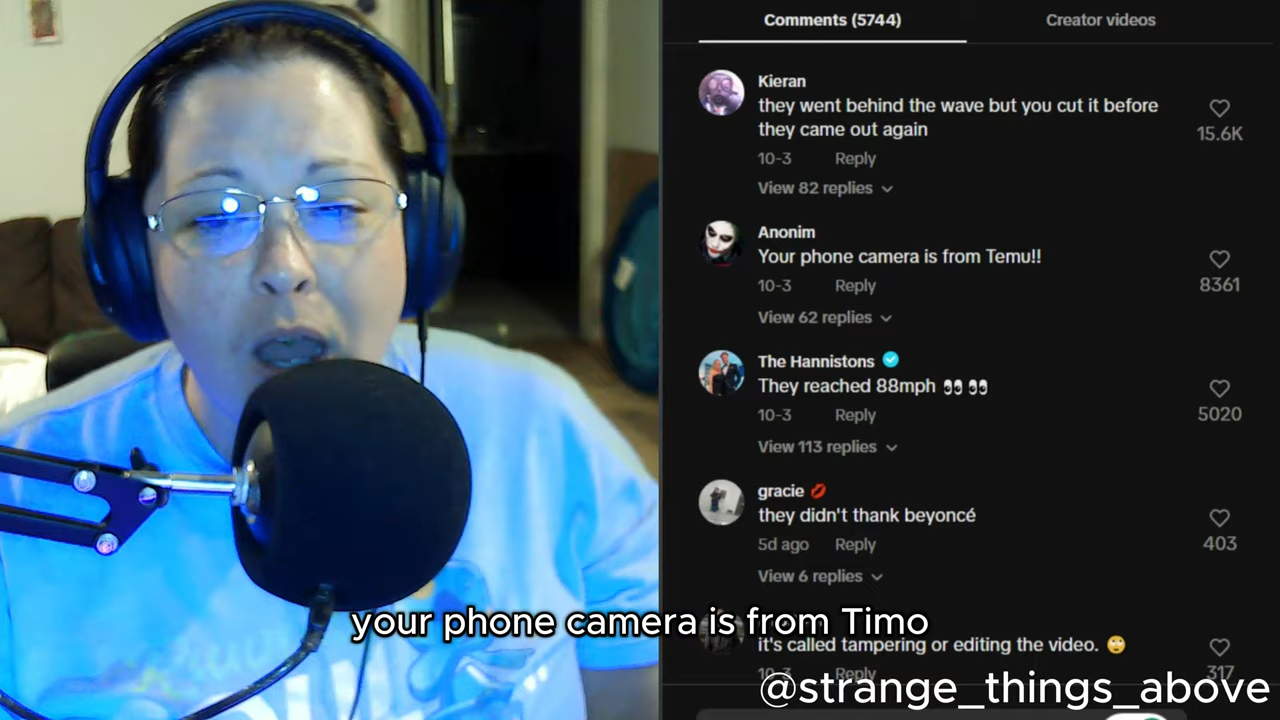 Comments (5744)
Creator videos
Kieran
they went behind the wave but you cut it before
they came out again
15.6K
10-3 Reply
View 82 replies
Anonim
Your phone camera is from Temu!!
8361
10-3 Reply
View 62 replies
The Hannistons
They reached 88mph 👀👀
5020
10-3 Reply
View 113 replies
gracie 💋
they didn't thank beyoncé
403
5d ago Reply
View 6 replies
your phone camera is from Timo
it's called tampering or editing the video. 🙄
317
10-3 Reply
@strange_things_above